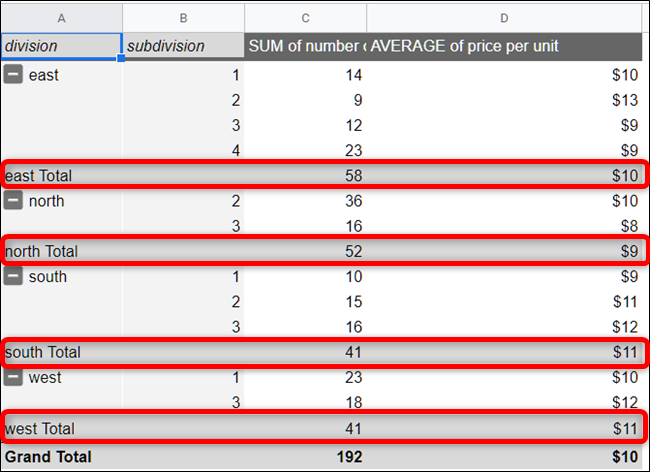 A B C D
division subdivision SUM of number AVERAGE of price per unit
east 1 14 $10
2 9 $13
3 12 $9
4 23 $9
east Total 58 $10
north 2 36 $10
3 16 $8
north Total 52 $9
south 1 10 $9
2 15 $11
3 16 $12
south Total 41 $11
west 1 23 $10
3 18 $12
west Total 41 $11
Grand Total 192 $10